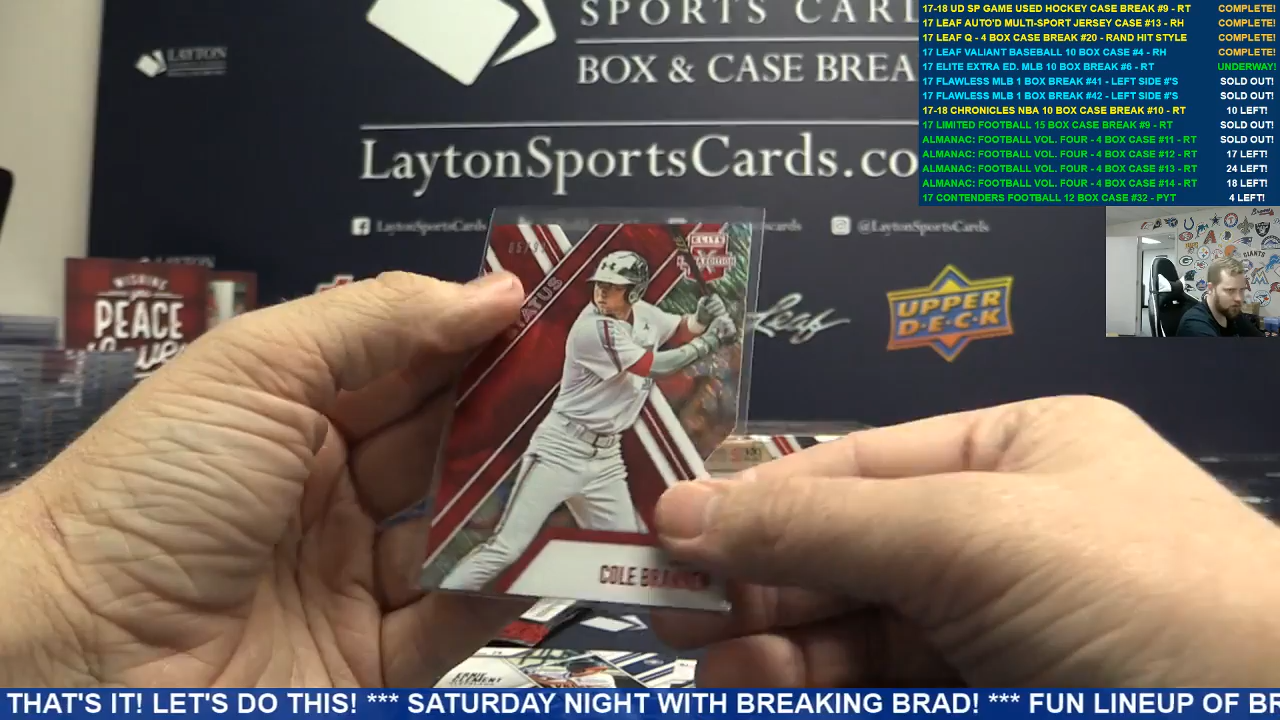 SPORTS CARD
BOX & CASE BREA
LAYTON
LaytonSportsCards.co
LaytonSportsCards
@LaytonSportsCards
17-18 UD SP GAME USED HOCKEY CASE BREAK #9 - RT COMPLETE!
17 LEAF AUTO'D MULTI-SPORT JERSEY CASE #13 - RH COMPLETE!
17 LEAF Q - 4 BOX CASE BREAK #20 - RAND HIT STYLE COMPLETE!
17 LEAF VALIANT BASEBALL 10 BOX CASE #4 - RH COMPLETE!
17 ELITE EXTRA ED. MLB 10 BOX BREAK #6 - RT UNDERWAY!
17 FLAWLESS MLB 1 BOX BREAK #41 - LEFT SIDE #'S SOLD OUT!
17 FLAWLESS MLB 1 BOX BREAK #42 - LEFT SIDE #'S SOLD OUT!
17-18 CHRONICLES NBA 10 BOX CASE BREAK #10 - RT 10 LEFT!
17 LIMITED FOOTBALL 15 BOX CASE BREAK #9 - RT SOLD OUT!
ALMANAC: FOOTBALL VOL. FOUR - 4 BOX CASE #11 - RT SOLD OUT!
ALMANAC: FOOTBALL VOL. FOUR - 4 BOX CASE #12 - RT 17 LEFT!
ALMANAC: FOOTBALL VOL. FOUR - 4 BOX CASE #13 - RT 24 LEFT!
ALMANAC: FOOTBALL VOL. FOUR - 4 BOX CASE #14 - RT 18 LEFT!
17 CONTENDERS FOOTBALL 12 BOX CASE #32 - PYT 4 LEFT!
WISHING
PEACE
ELITE
COLE
Leaf
UPPER
D·E·C·K
GIANTS
ERNIE
CLEMENT
THAT'S IT! LET'S DO THIS! *** SATURDAY NIGHT WITH BREAKING BRAD! *** FUN LINEUP OF BR